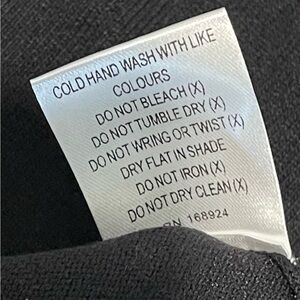 COLD HAND WASH WITH LIKE
COLOURS
DO NOT BLEACH (X)
DO NOT TUMBLE DRY (X)
DO NOT WRING OR TWIST (X)
DRY FLAT IN SHADE
DO NOT IRON (X)
DO NOT DRY CLEAN (X)
168924